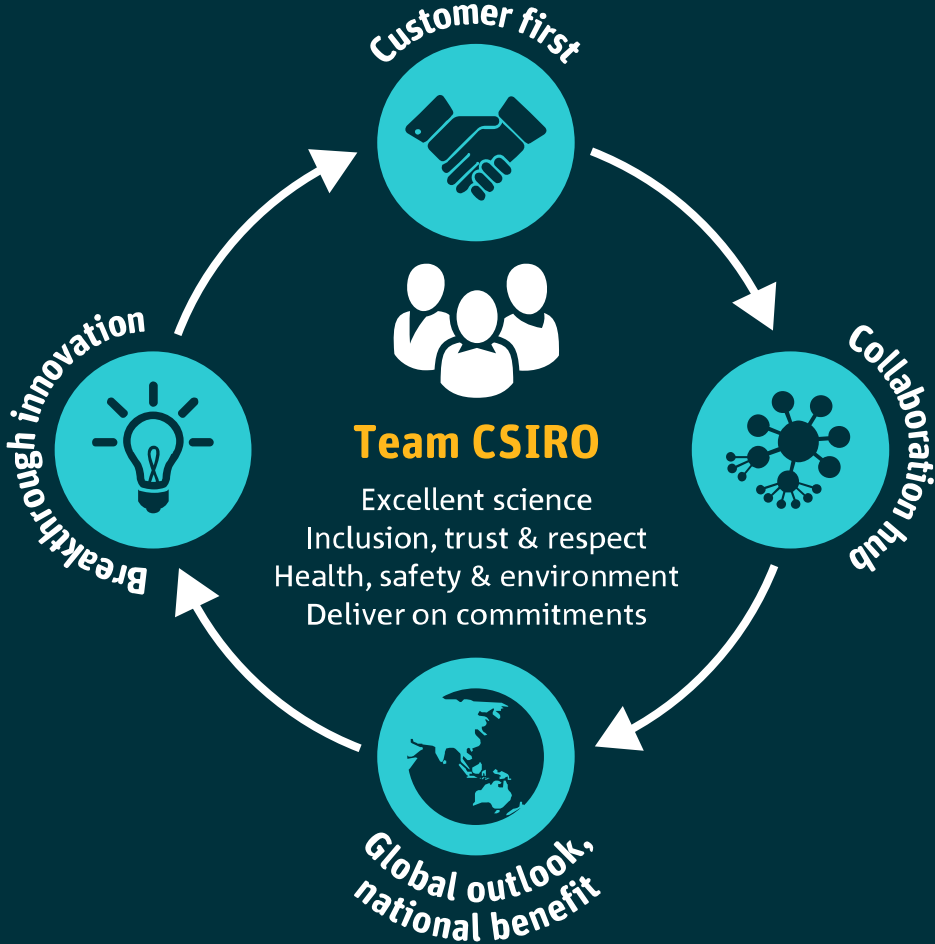 Customer first
Breakthrough innovation
Collaboration hub
Team CSIRO
Excellent science
Inclusion, trust & respect
Health, safety & environment
Deliver on commitments
Global outlook,
national benefit